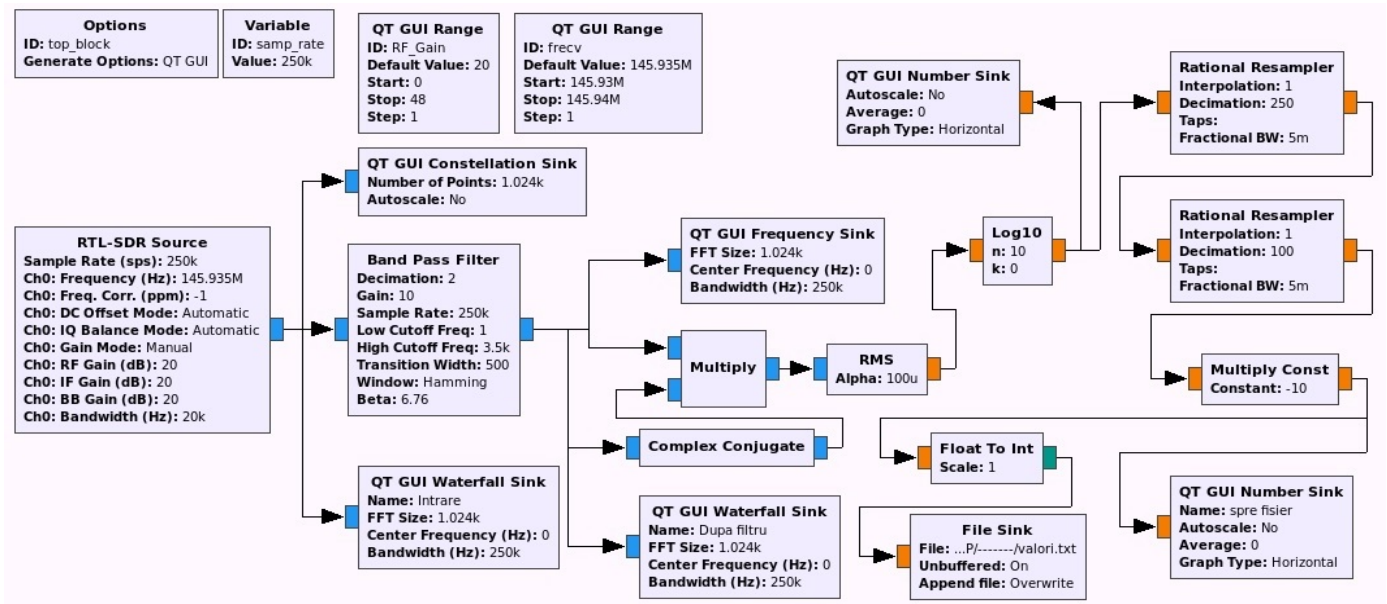 Options
ID: top_block
Generate Options: QT GUI
Variable
ID: samp_rate
Value: 250k
QT GUI Range
ID: RF_Gain
Default Value: 20
Start: 0
Stop: 48
Step: 1
QT GUI Range
ID: frecv
Default Value: 145.935M
Start: 145.93M
Stop: 145.94M
Step: 1
QT GUI Number Sink
Autoscale: No
Average: 0
Graph Type: Horizontal
Rational Resampler
Interpolation: 1
Decimation: 250
Taps:
Fractional BW: 5m
QT GUI Constellation Sink
Number of Points: 1.024k
Autoscale: No
RTL-SDR Source
Sample Rate (sps): 250k
Ch0: Frequency (Hz): 145.935M
Ch0: Freq. Corr. (ppm): -1
Ch0: DC Offset Mode: Automatic
Ch0: IQ Balance Mode: Automatic
Ch0: Gain Mode: Manual
Ch0: RF Gain (dB): 20
Ch0: IF Gain (dB): 20
Ch0: BB Gain (dB): 20
Ch0: Bandwidth (Hz): 20k
Band Pass Filter
Decimation: 2
Gain: 10
Sample Rate: 250k
Low Cutoff Freq: 1
High Cutoff Freq: 3.5k
Transition Width: 500
Window: Hamming
Beta: 6.76
QT GUI Frequency Sink
FFT Size: 1.024k
Center Frequency (Hz): 0
Bandwidth (Hz): 250k
Log10
n: 10
k: 0
Rational Resampler
Interpolation: 1
Decimation: 100
Taps:
Fractional BW: 5m
Multiply
RMS
Alpha: 100u
Multiply Const
Constant: -10
Complex Conjugate
Float To Int
Scale: 1
QT GUI Waterfall Sink
Name: Intrare
FFT Size: 1.024k
Center Frequency (Hz): 0
Bandwidth (Hz): 250k
QT GUI Waterfall Sink
Name: Dupa filtru
FFT Size: 1.024k
Center Frequency (Hz): 0
Bandwidth (Hz): 250k
File Sink
File: ...P/-------/valori.txt
Unbuffered: On
Append file: Overwrite
QT GUI Number Sink
Name: spre fisier
Autoscale: No
Average: 0
Graph Type: Horizontal